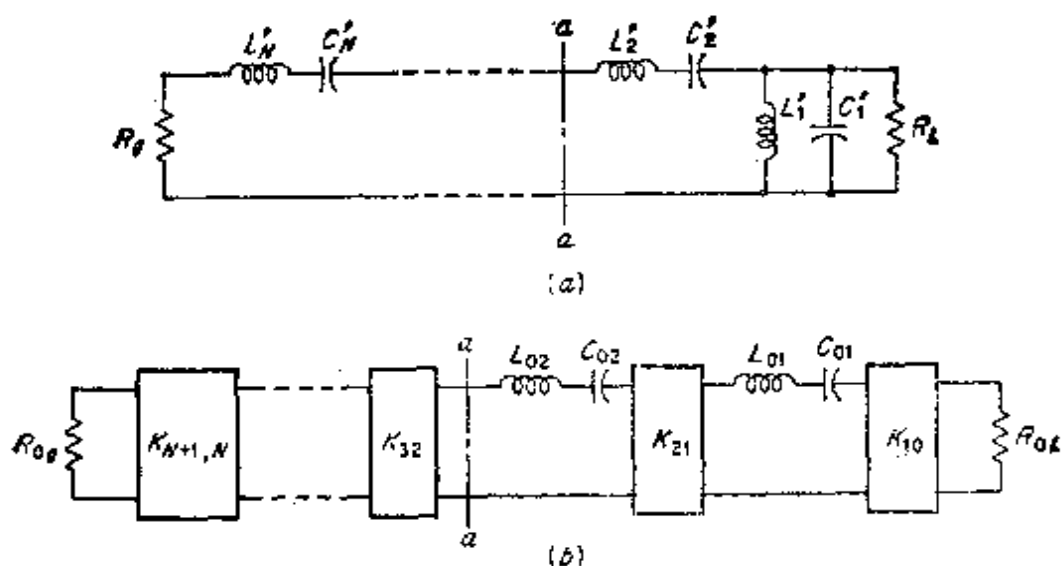 a
L'N C'N L'2 C'2
Rg L'1 C'1 Rℓ
a
(a)
a L02 C02 L01 C01
R0g KN+1,N K32 K21 K10 R0ℓ
a
(b)